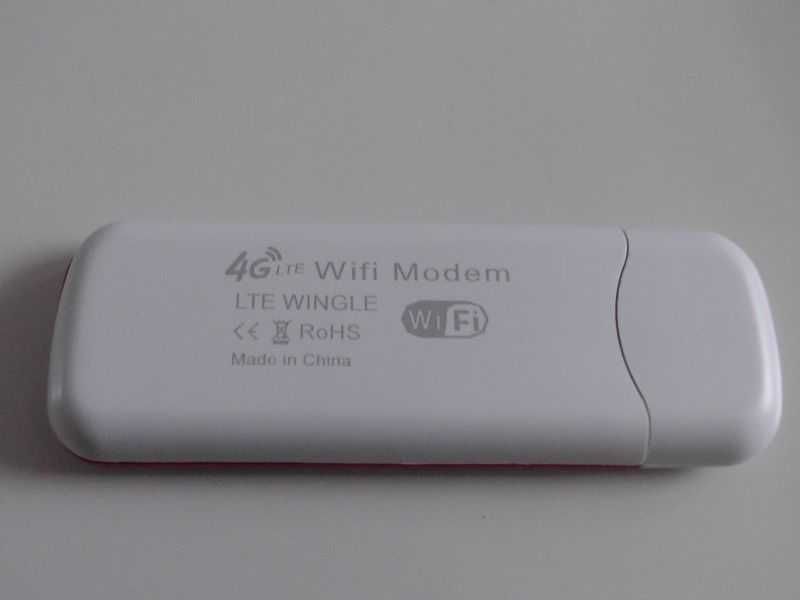 4G LTE Wifi Modem
LTE WINGLE
WiFi
CE RoHS
Made in China